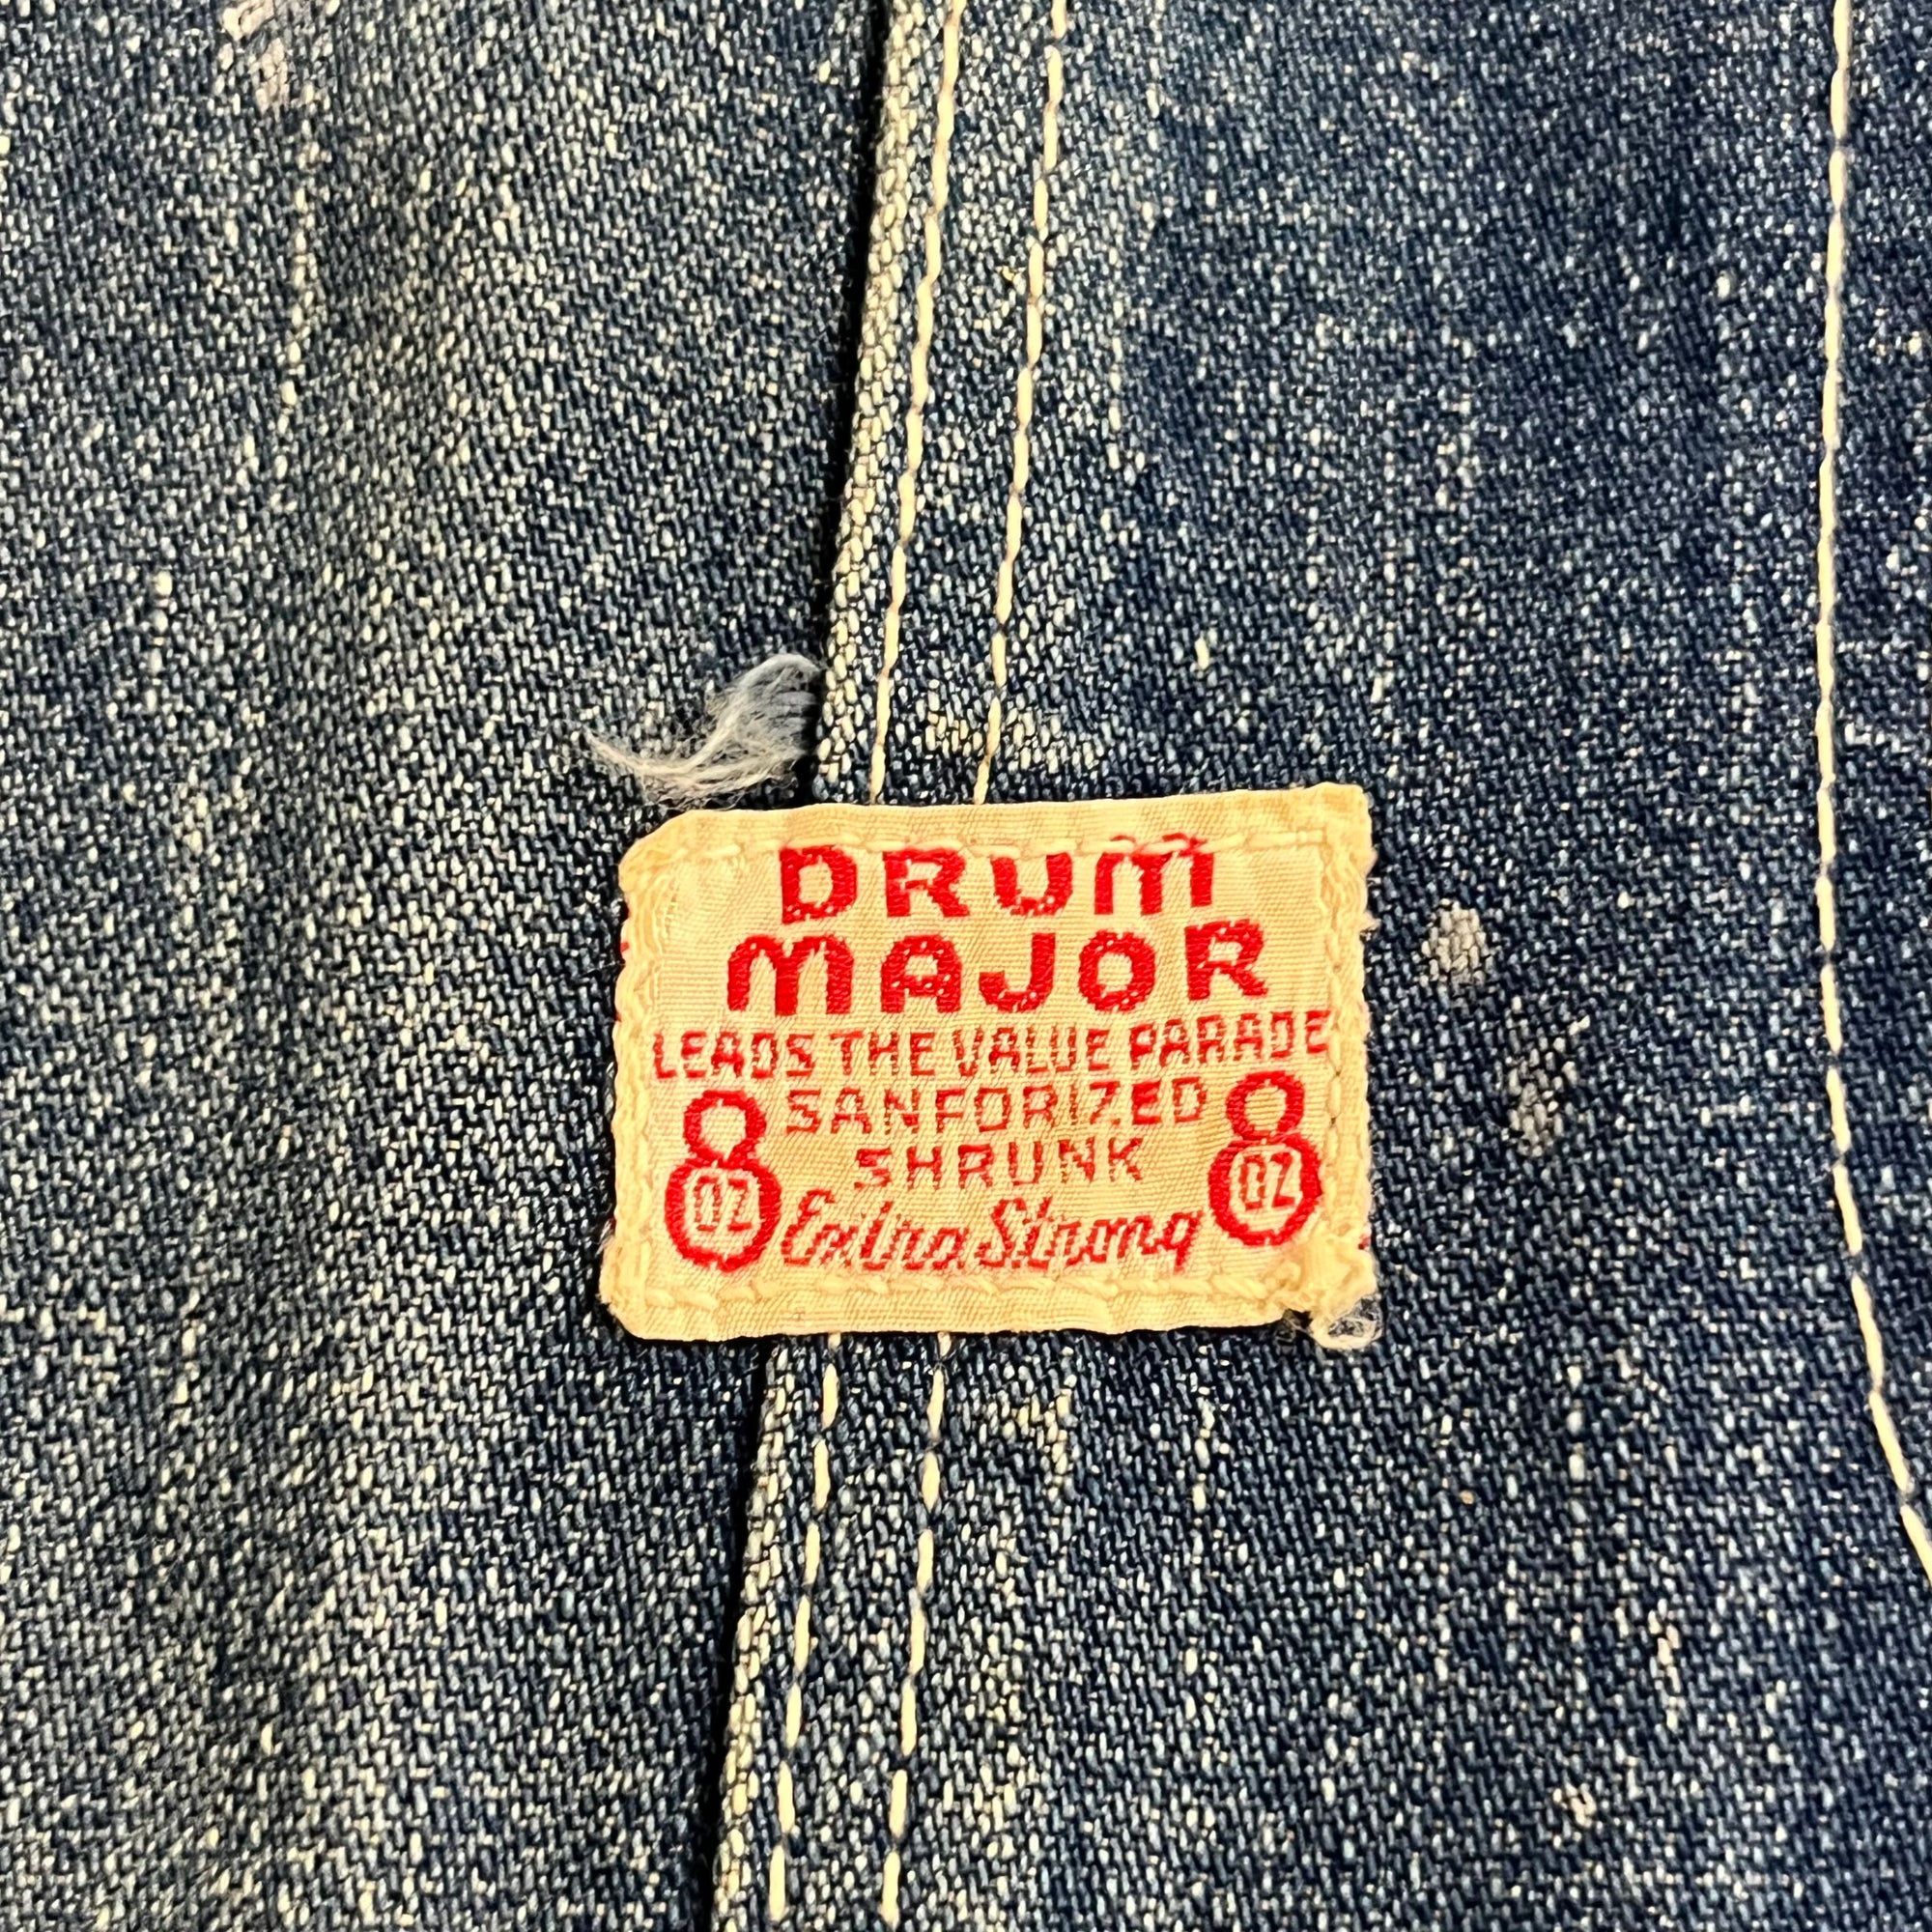 DRUM
MAJOR
LEADS THE VALUE PARADE
8 OZ SANFORIZED 8 OZ
SHRUNK
Extra Strong